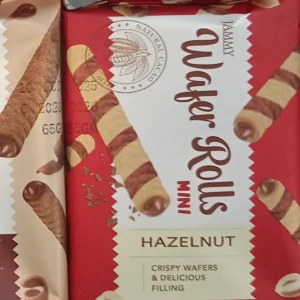 NATURAL CACAO
JAMMY
Wafer Rolls
MINI
HAZELNUT
CRISPY WAFERS
& DELICIOUS
FILLING